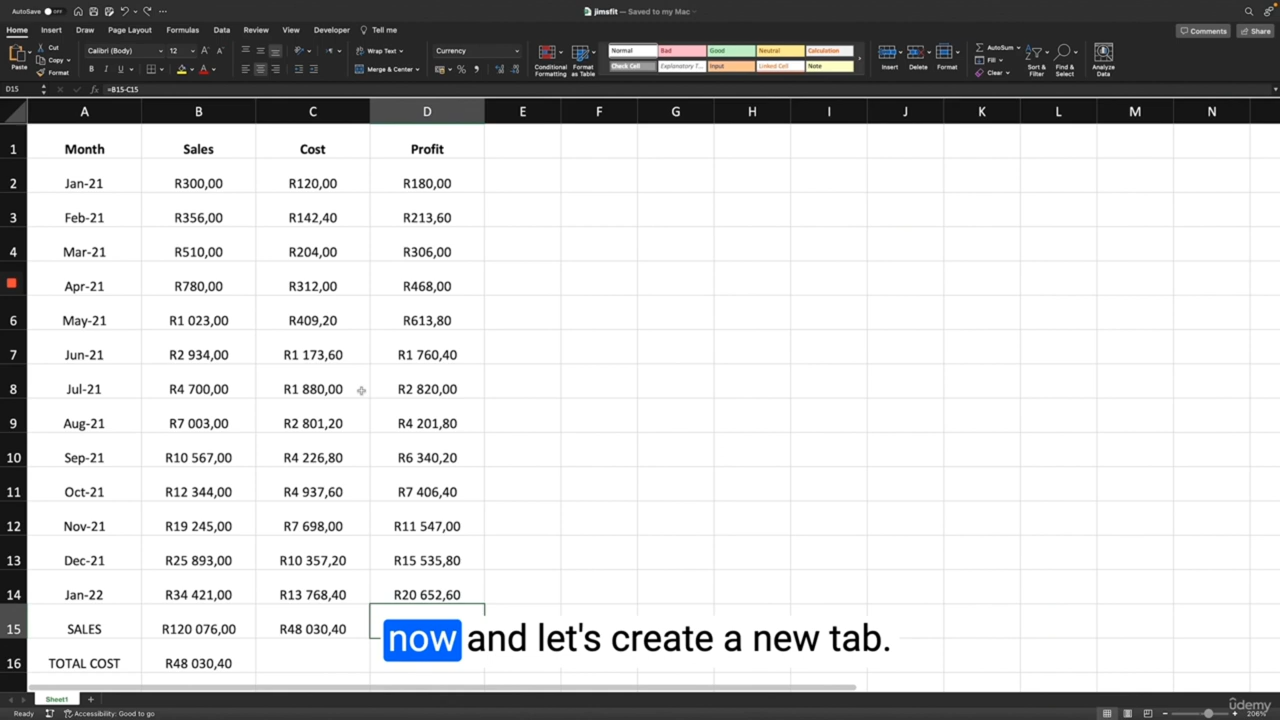 AutoSave OFF
jimsfit — Saved to my Mac
Home Insert Draw Page Layout Formulas Data Review View Developer Tell me
Comments Share
Paste
Cut
Copy
Format
Calibri (Body) 12
B I U
Wrap Text
Merge & Center
Currency
Conditional Formatting
Format as Table
Normal Bad Good Neutral Calculation
Check Cell Explanatory T... Input Linked Cell Note
Insert Delete Format
AutoSum
Fill
Clear
Sort & Filter
Find & Select
Analyze Data
D15 fx =B15-C15
A B C D E F G H I J K L M N
1 Month Sales Cost Profit
2 Jan-21 R300,00 R120,00 R180,00
3 Feb-21 R356,00 R142,40 R213,60
4 Mar-21 R510,00 R204,00 R306,00
Apr-21 R780,00 R312,00 R468,00
6 May-21 R1 023,00 R409,20 R613,80
7 Jun-21 R2 934,00 R1 173,60 R1 760,40
8 Jul-21 R4 700,00 R1 880,00 R2 820,00
9 Aug-21 R7 003,00 R2 801,20 R4 201,80
10 Sep-21 R10 567,00 R4 226,80 R6 340,20
11 Oct-21 R12 344,00 R4 937,60 R7 406,40
12 Nov-21 R19 245,00 R7 698,00 R11 547,00
13 Dec-21 R25 893,00 R10 357,20 R15 535,80
14 Jan-22 R34 421,00 R13 768,40 R20 652,60
15 SALES R120 076,00 R48 030,40
now and let's create a new tab.
16 TOTAL COST R48 030,40
Sheet1 +
Ready Accessibility: Good to go
udemy
206%